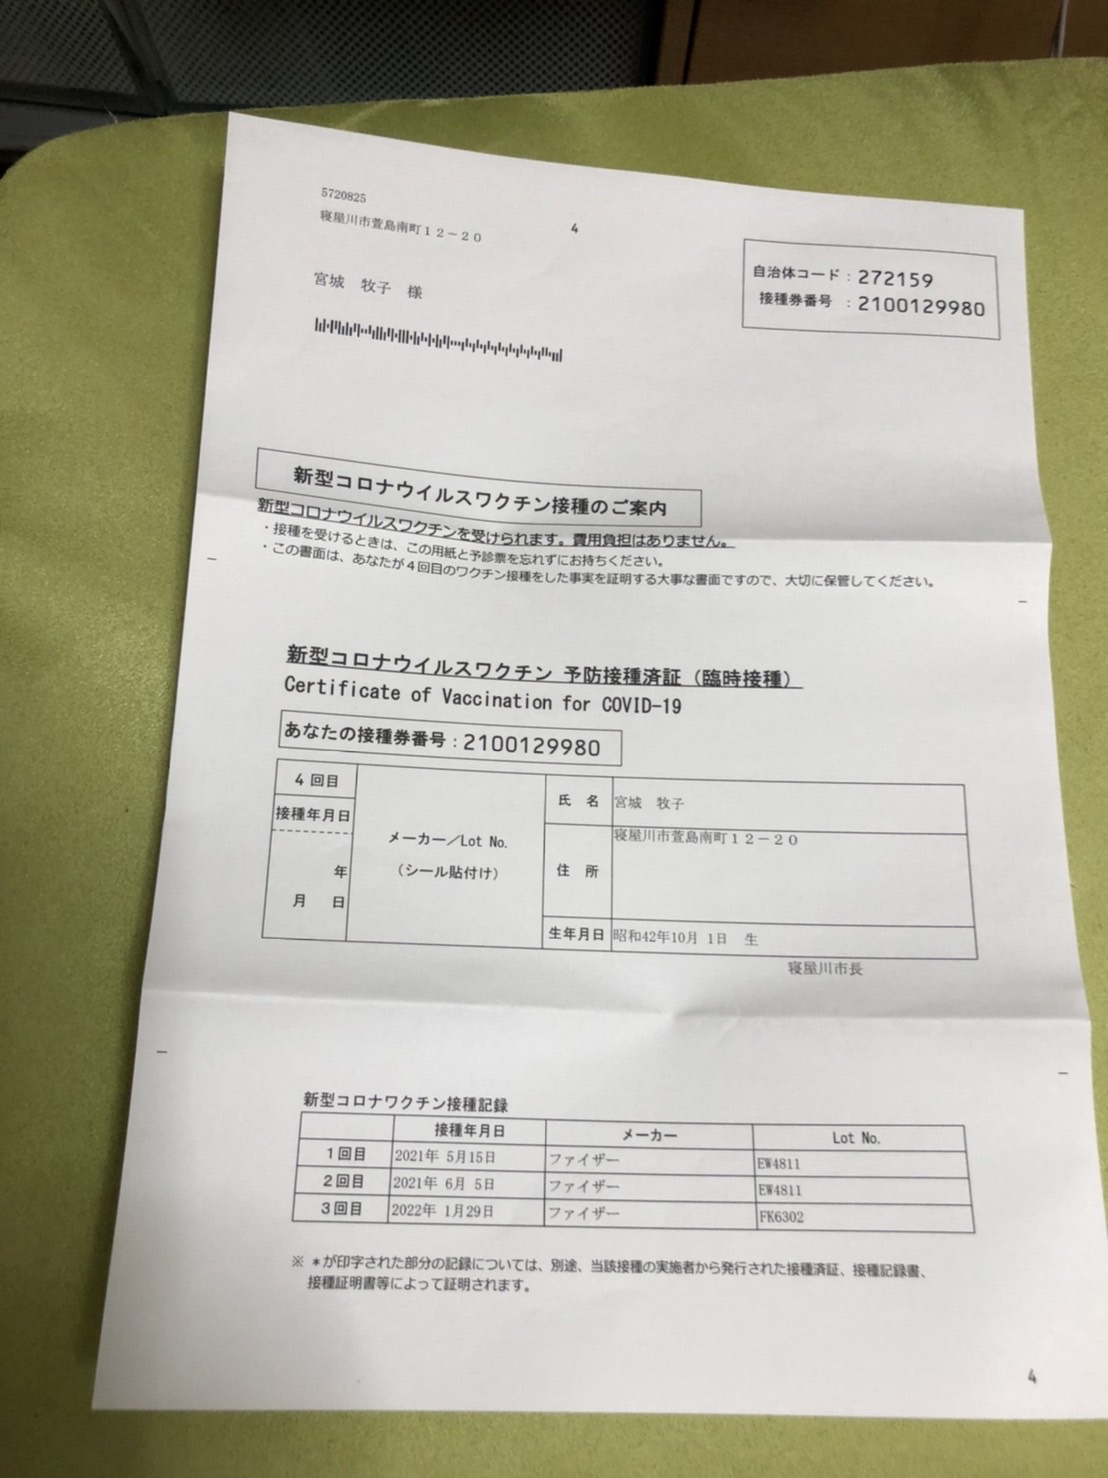 5720825
寝屋川市萱島南町１２－２０
4
宮城　牧子　様
自治体コード：272159
接種券番号　：2100129980
新型コロナウイルスワクチン接種のご案内
新型コロナウイルスワクチンを受けられます。費用負担はありません。
・接種を受けるときは、この用紙と予診票を忘れずにお持ちください。
・この書面は、あなたが４回目のワクチン接種をした事実を証明する大事な書面ですので、大切に保管してください。
新型コロナウイルスワクチン 予防接種済証（臨時接種）
Certificate of Vaccination for COVID-19
あなたの接種券番号：2100129980
４回目
接種年月日
年
月　日
メーカー／Lot No.
（シール貼付け）
氏　名　宮城　牧子
住　所　寝屋川市萱島南町１２－２０
生年月日　昭和42年10月 1日　生
寝屋川市長
新型コロナワクチン接種記録
接種年月日　メーカー　Lot No.
１回目　2021年 5月15日　ファイザー　EW4811
２回目　2021年 6月 5日　ファイザー　EW4811
３回目　2022年 1月29日　ファイザー　FK6302
※ ＊が印字された部分の記録については、別途、当該接種の実施者から発行された接種済証、接種記録書、
接種証明書等によって証明されます。
4